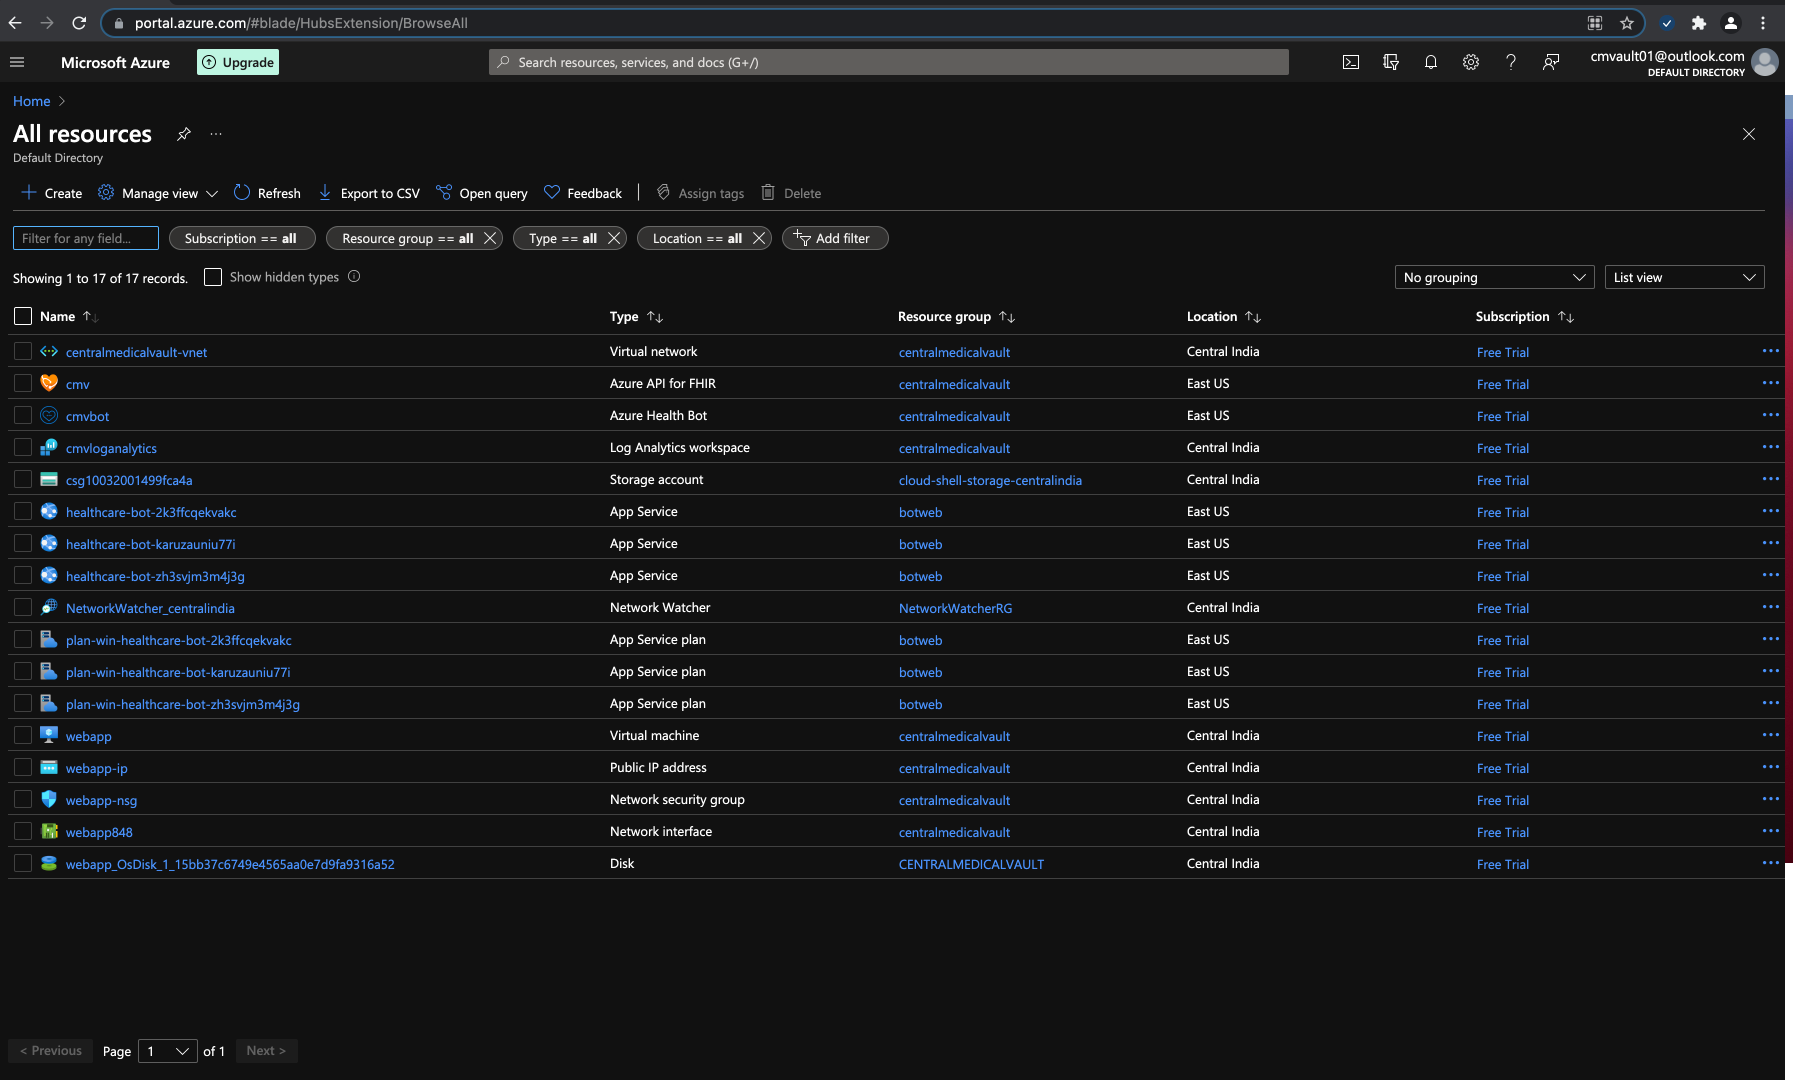 portal.azure.com/#blade/HubsExtension/BrowseAll
Microsoft Azure Upgrade Search resources, services, and docs (G+/) cmvault01@outlook.com
DEFAULT DIRECTORY
Home
All resources
Default Directory
Create Manage view Refresh Export to CSV Open query Feedback Assign tags Delete
Filter for any field... Subscription == all Resource group == all Type == all Location == all Add filter
Showing 1 to 17 of 17 records. Show hidden types No grouping List view
Name Type Resource group Location Subscription
centralmedicalvault-vnet Virtual network centralmedicalvault Central India Free Trial
cmv Azure API for FHIR centralmedicalvault East US Free Trial
cmvbot Azure Health Bot centralmedicalvault East US Free Trial
cmvloganalytics Log Analytics workspace centralmedicalvault Central India Free Trial
csg10032001499fca4a Storage account cloud-shell-storage-centralindia Central India Free Trial
healthcare-bot-2k3ffcqekvakc App Service botweb East US Free Trial
healthcare-bot-karuzauniu77i App Service botweb East US Free Trial
healthcare-bot-zh3svjm3m4j3g App Service botweb East US Free Trial
NetworkWatcher_centralindia Network Watcher NetworkWatcherRG Central India Free Trial
plan-win-healthcare-bot-2k3ffcqekvakc App Service plan botweb East US Free Trial
plan-win-healthcare-bot-karuzauniu77i App Service plan botweb East US Free Trial
plan-win-healthcare-bot-zh3svjm3m4j3g App Service plan botweb East US Free Trial
webapp Virtual machine centralmedicalvault Central India Free Trial
webapp-ip Public IP address centralmedicalvault Central India Free Trial
webapp-nsg Network security group centralmedicalvault Central India Free Trial
webapp848 Network interface centralmedicalvault Central India Free Trial
webapp_OsDisk_1_15bb37c6749e4565aa0e7d9fa9316a52 Disk CENTRALMEDICALVAULT Central India Free Trial
< Previous Page 1 of 1 Next >